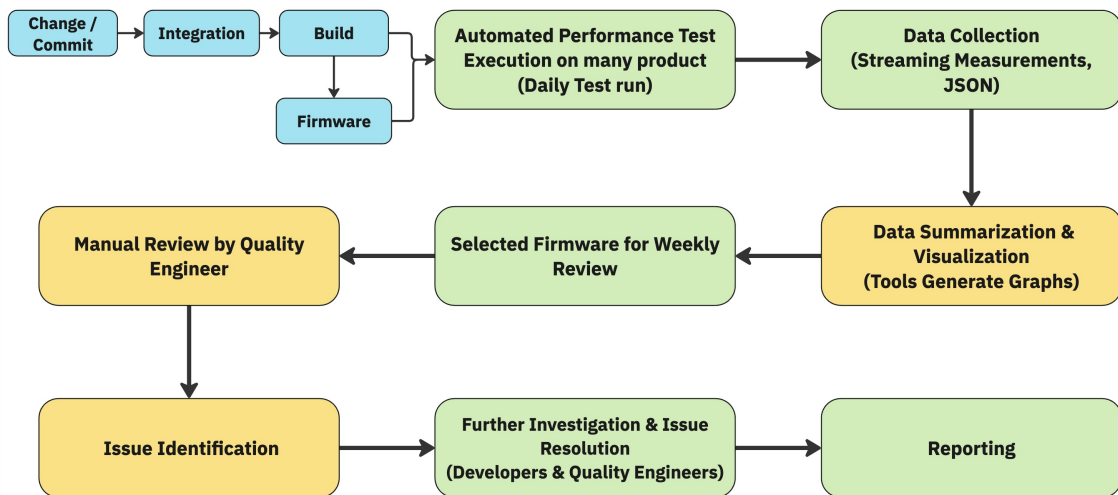 Change /
Commit
Integration
Build
Firmware
Automated Performance Test
Execution on many product
(Daily Test run)
Data Collection
(Streaming Measurements,
JSON)
Data Summarization &
Visualization
(Tools Generate Graphs)
Selected Firmware for Weekly
Review
Manual Review by Quality
Engineer
Issue Identification
Further Investigation & Issue
Resolution
(Developers & Quality Engineers)
Reporting